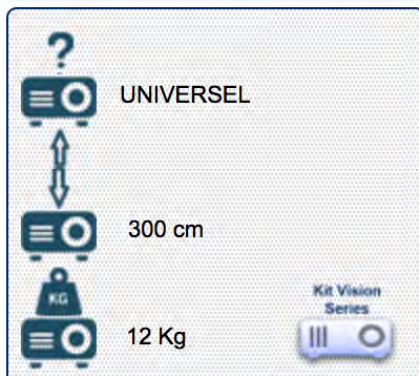 ?
UNIVERSEL
300 cm
KG
12 Kg
Kit Vision
Series